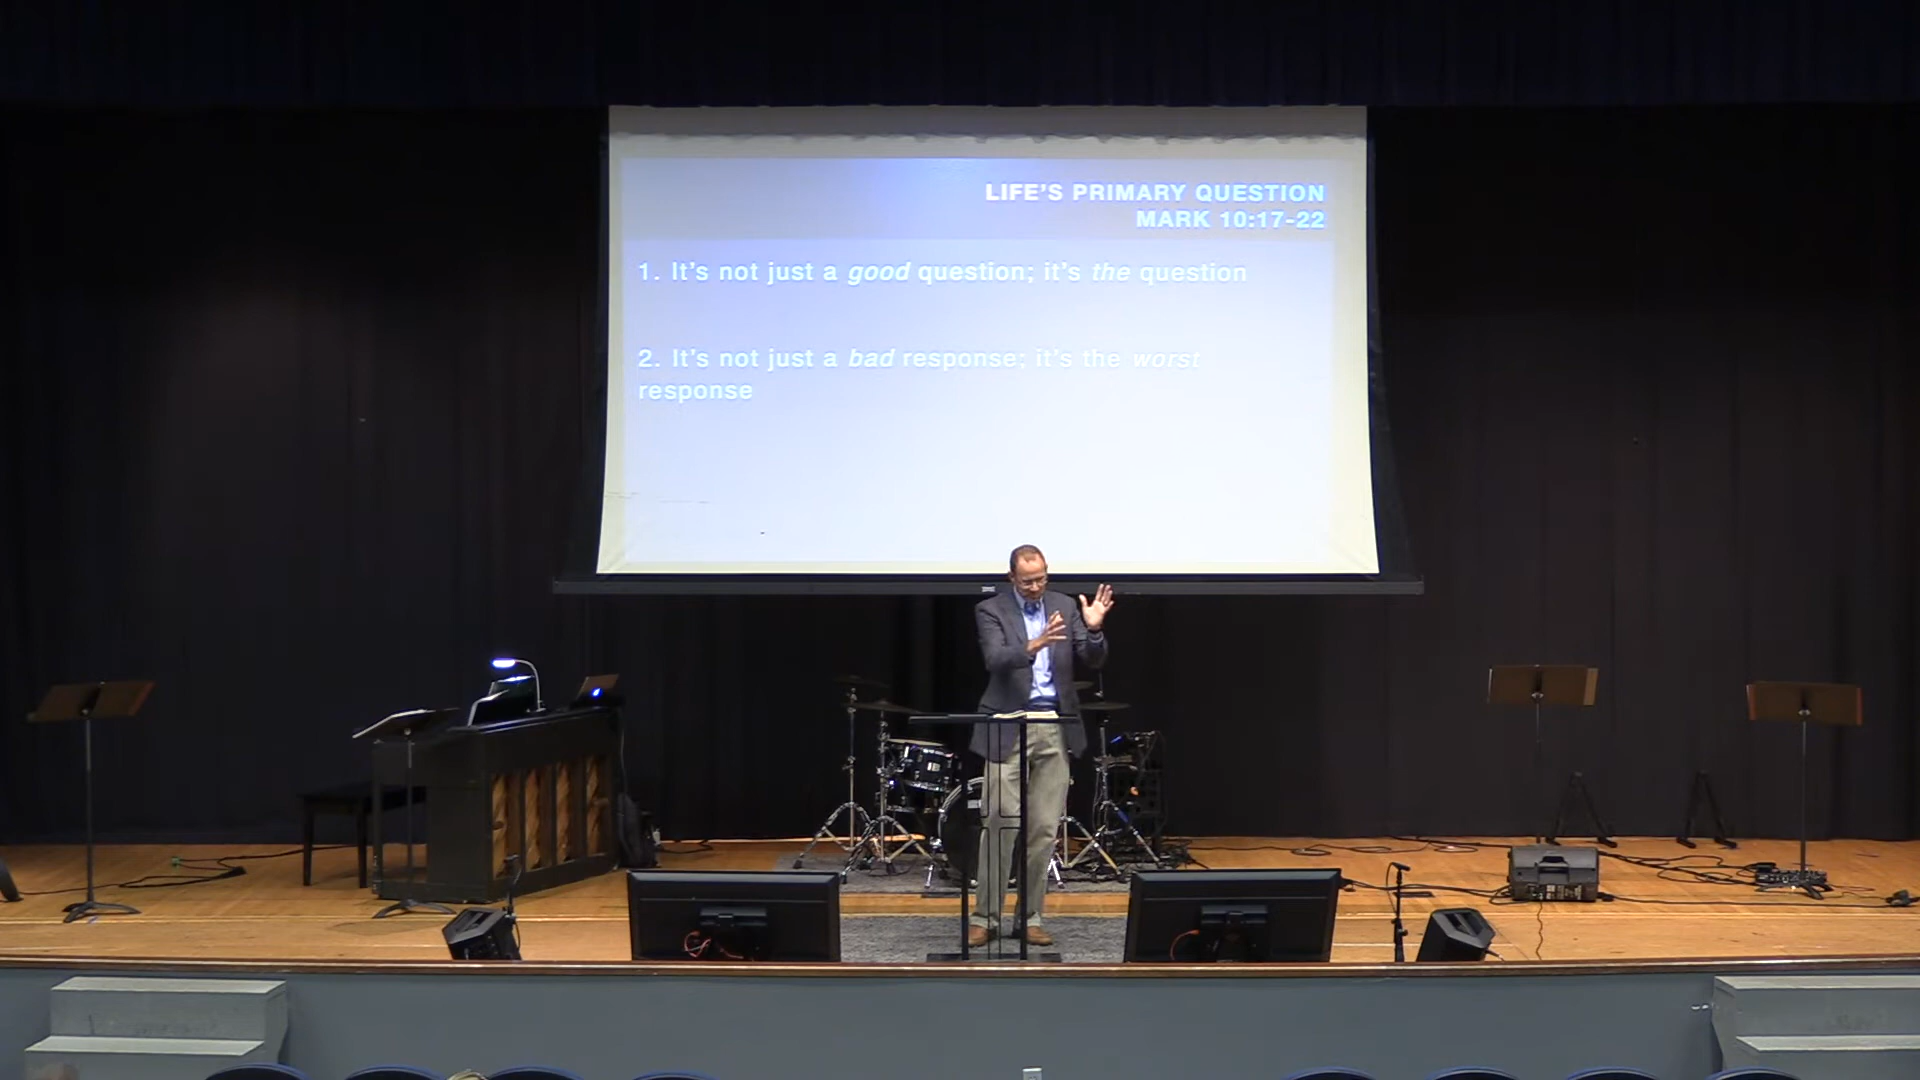 LIFE'S PRIMARY QUESTION
MARK 10:17-22
1. It's not just a good question; it's the question
2. It's not just a bad response; it's the worst
response